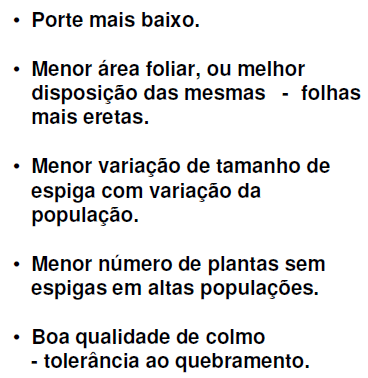 • Porte mais baixo.
• Menor área foliar, ou melhor
disposição das mesmas - folhas
mais eretas.
• Menor variação de tamanho de
espiga com variação da
população.
• Menor número de plantas sem
espigas em altas populações.
• Boa qualidade de colmo
- tolerância ao quebramento.